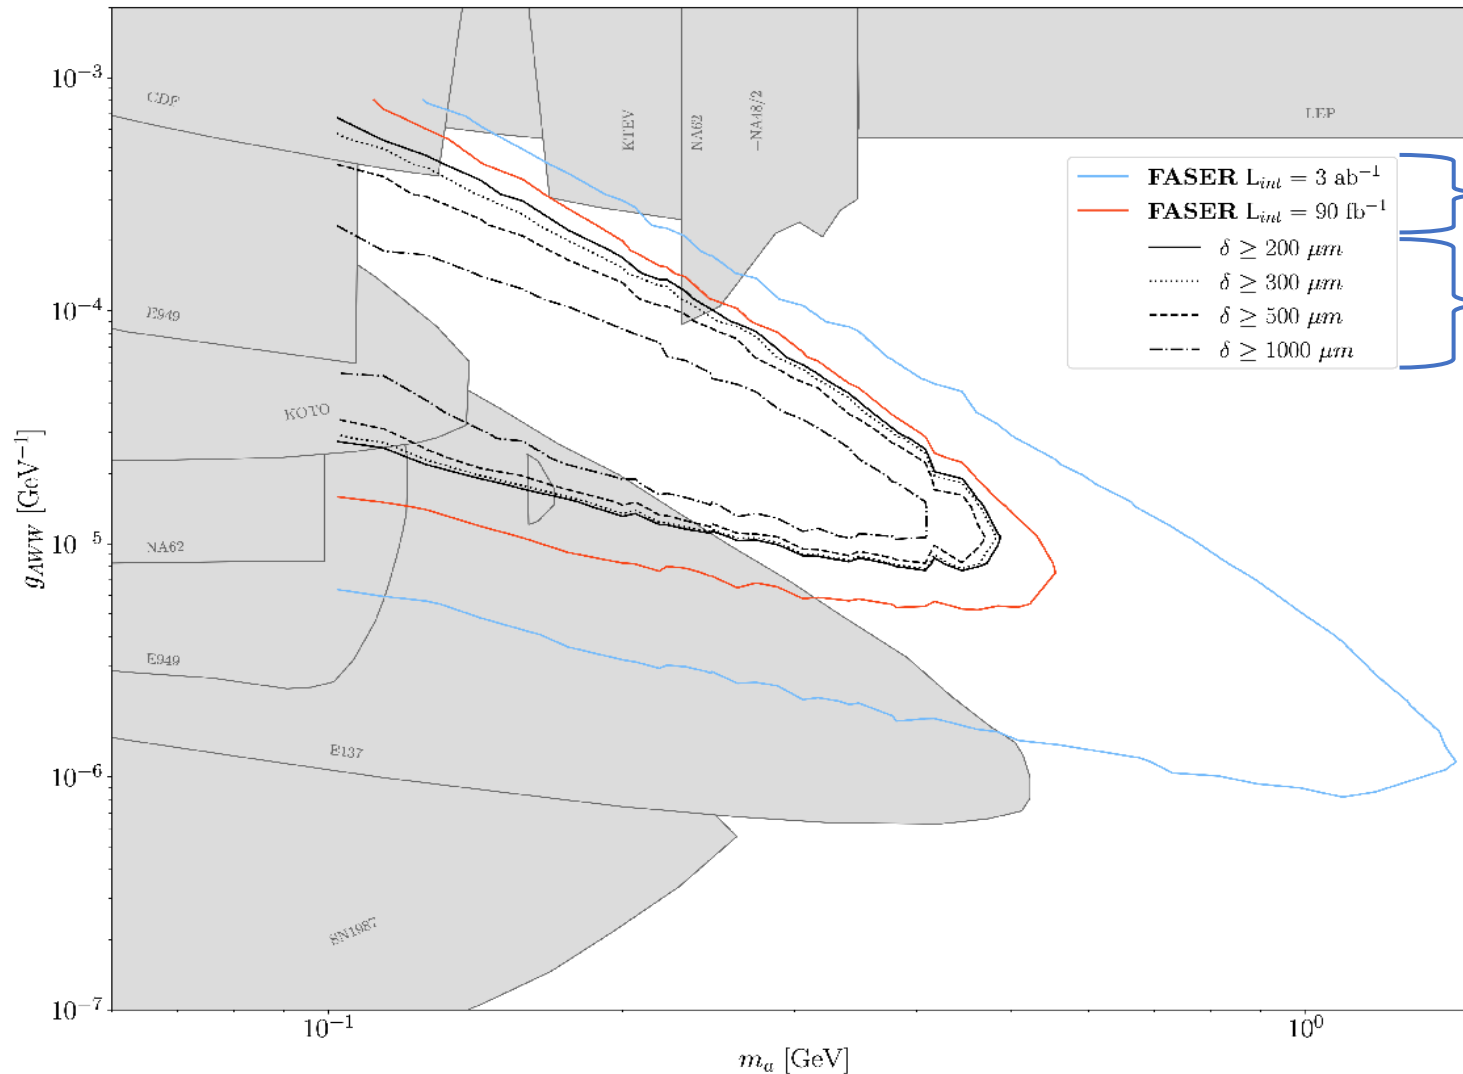 10⁻³
10⁻⁴
10⁻⁵
10⁻⁶
10⁻⁷
g_AWW [GeV⁻¹]
CDF
E949
KOTO
NA62
E949
E137
SN1987
KTEV
NA62
–NA48/2
LEP
FASER L_int = 3 ab⁻¹
FASER L_int = 90 fb⁻¹
δ ≥ 200 μm
δ ≥ 300 μm
δ ≥ 500 μm
δ ≥ 1000 μm
10⁻¹
10⁰
m_a [GeV]